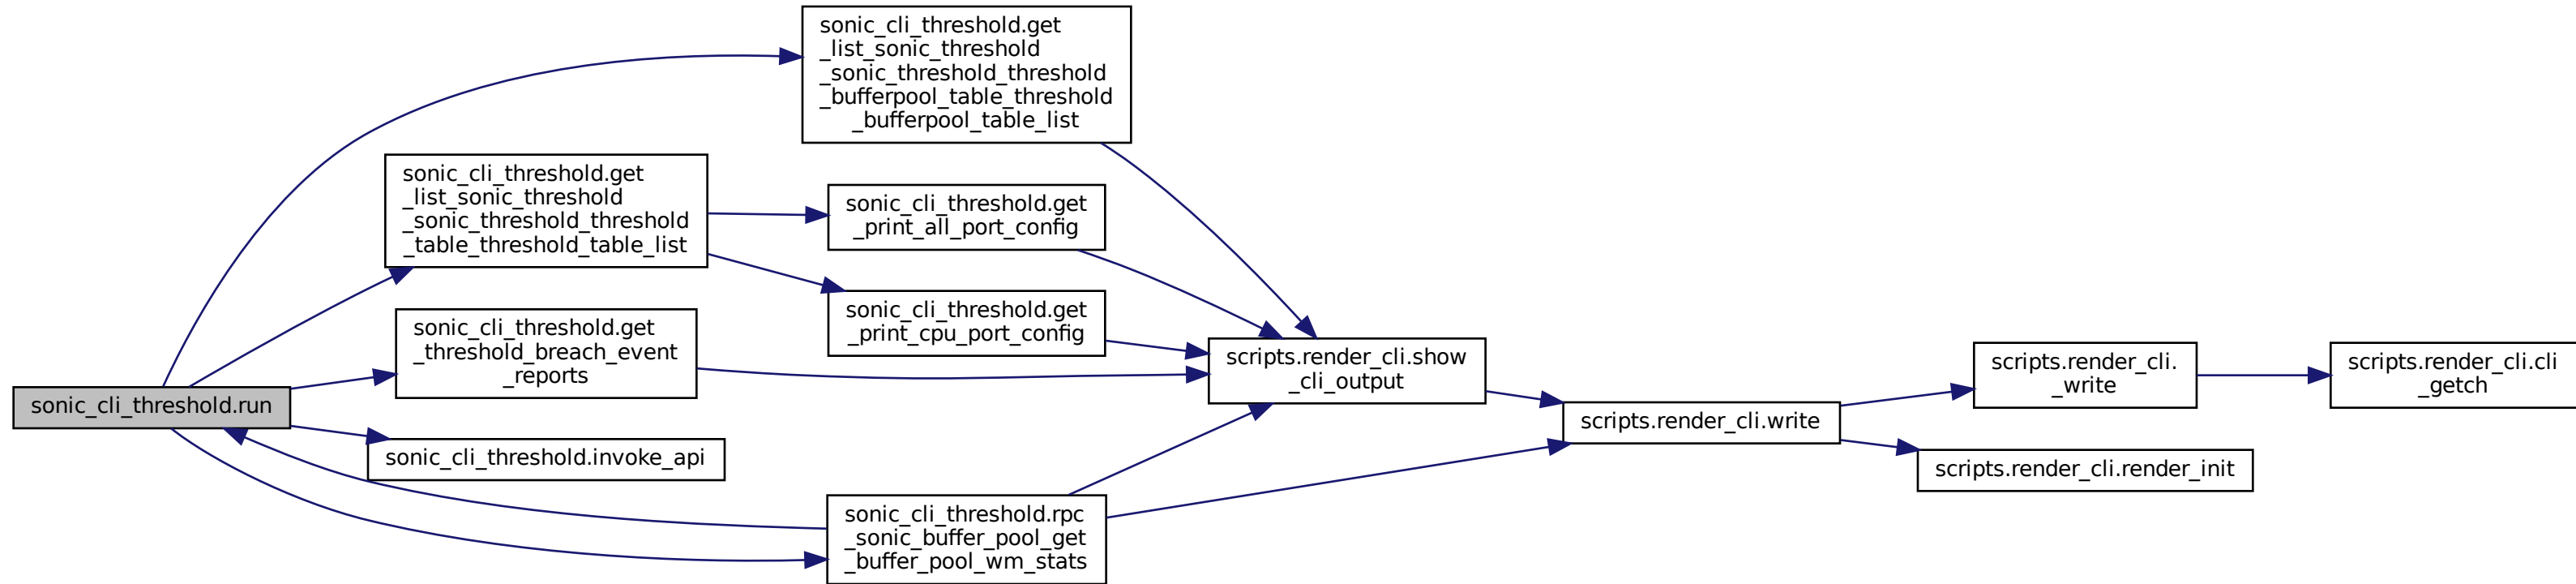 sonic_cli_threshold.run
sonic_cli_threshold.get
_list_sonic_threshold
_sonic_threshold_threshold
_bufferpool_table_threshold
_bufferpool_table_list
sonic_cli_threshold.get
_list_sonic_threshold
_sonic_threshold_threshold
_table_threshold_table_list
sonic_cli_threshold.get
_threshold_breach_event
_reports
sonic_cli_threshold.invoke_api
sonic_cli_threshold.get
_print_all_port_config
sonic_cli_threshold.get
_print_cpu_port_config
sonic_cli_threshold.rpc
_sonic_buffer_pool_get
_buffer_pool_wm_stats
scripts.render_cli.show
_cli_output
scripts.render_cli.write
scripts.render_cli.
_write
scripts.render_cli.render_init
scripts.render_cli.cli
_getch